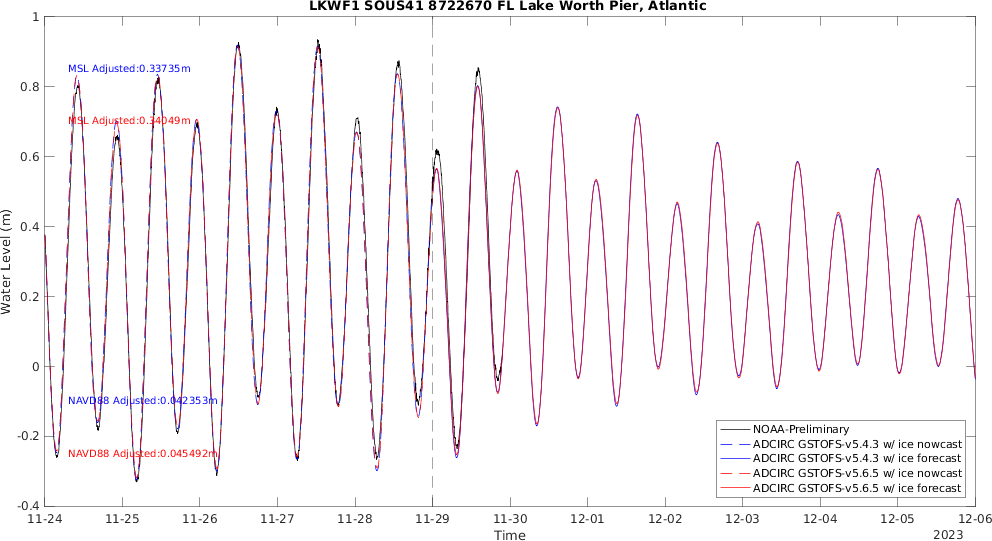 LKWF1 SOUS41 8722670 FL Lake Worth Pier, Atlantic
1
0.8
0.6
0.4
0.2
0
-0.2
-0.4
Water Level (m)
MSL Adjusted:0.33735m
MSL Adjusted:0.34049m
NAVD88 Adjusted:0.042353m
NAVD88 Adjusted:0.045492m
NOAA-Preliminary
ADCIRC GSTOFS-v5.4.3 w/ ice nowcast
ADCIRC GSTOFS-v5.4.3 w/ ice forecast
ADCIRC GSTOFS-v5.6.5 w/ ice nowcast
ADCIRC GSTOFS-v5.6.5 w/ ice forecast
11-24 11-25 11-26 11-27 11-28 11-29 11-30 12-01 12-02 12-03 12-04 12-05 12-06
Time
2023